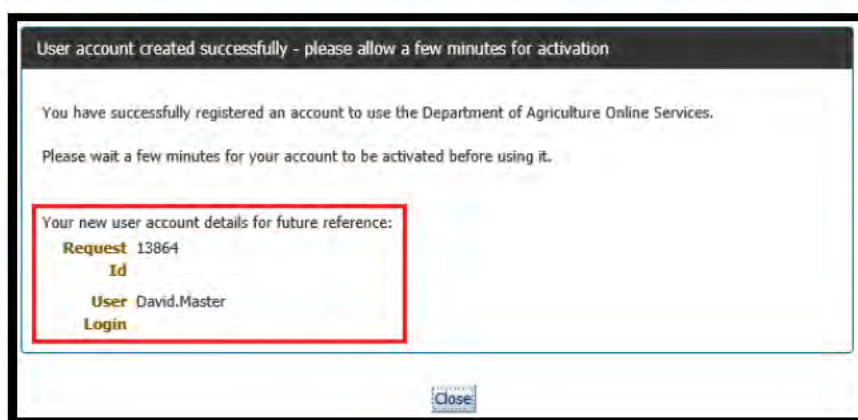 User account created successfully - please allow a few minutes for activation
You have successfully registered an account to use the Department of Agriculture Online Services.
Please wait a few minutes for your account to be activated before using it.
Your new user account details for future reference:
Request 13864
Id
User David.Master
Login
Close